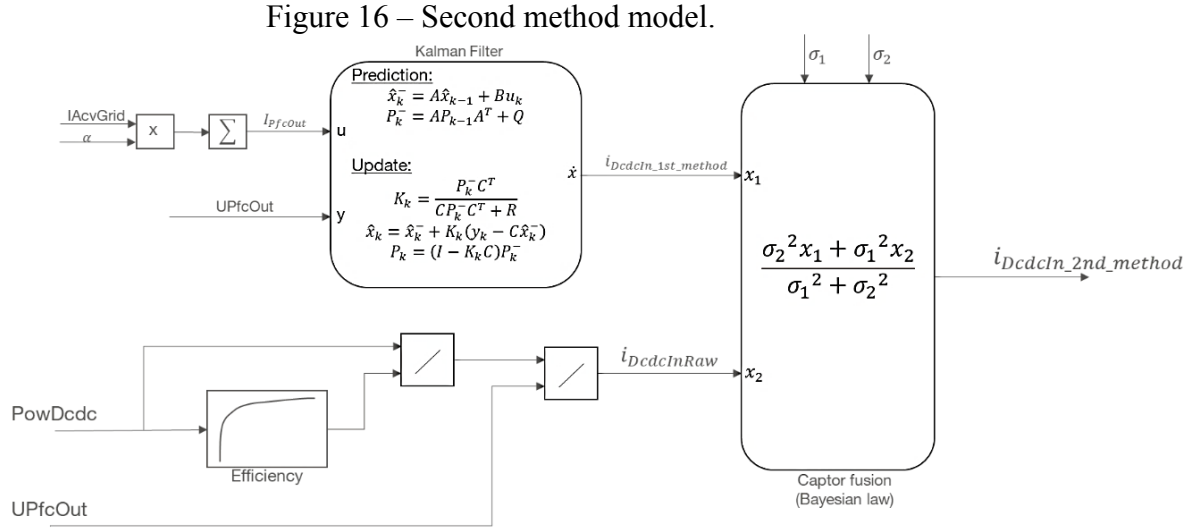 Figure 16 – Second method model.
Kalman Filter
σ₁
σ₂
Prediction:
x̂ₖ⁻ = Ax̂ₖ₋₁ + Buₖ
Pₖ⁻ = APₖ₋₁Aᵀ + Q
IAcvGrid
α
x
∑
I_PfcOut
u
Update:
Kₖ = Pₖ⁻Cᵀ / (CPₖ⁻Cᵀ + R)
x̂ₖ = x̂ₖ⁻ + Kₖ(yₖ − Cx̂ₖ⁻)
Pₖ = (I − KₖC)Pₖ⁻
ẋ
i_DcdcIn_1st_method
x₁
UPfcOut
y
(σ₂²x₁ + σ₁²x₂) / (σ₁² + σ₂²)
i_DcdcIn_2nd_method
/
/
i_DcdcInRaw
x₂
PowDcdc
Efficiency
UPfcOut
Captor fusion
(Bayesian law)